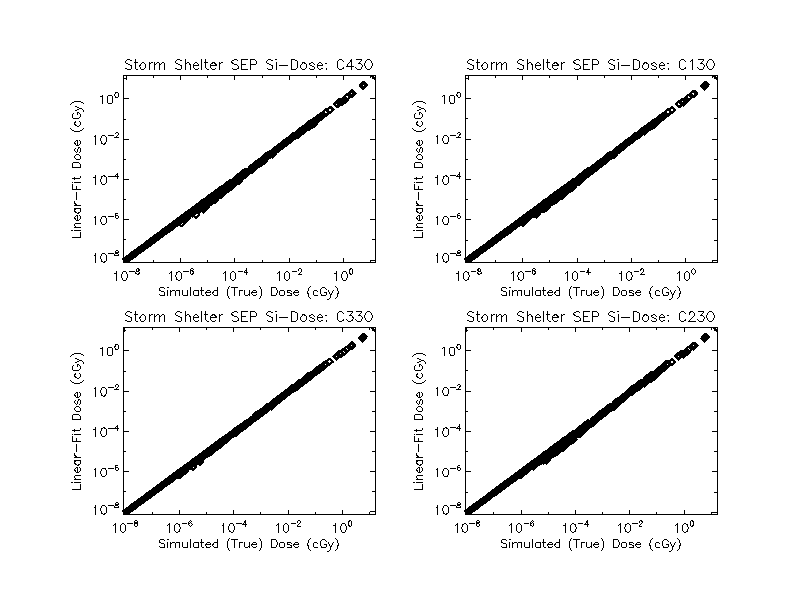 Storm Shelter SEP Si-Dose: C430
Linear-Fit Dose (cGy)
10^0
10^-2
10^-4
10^-6
10^-8
10^-8 10^-6 10^-4 10^-2 10^0
Simulated (True) Dose (cGy)
Storm Shelter SEP Si-Dose: C130
Linear-Fit Dose (cGy)
10^0
10^-2
10^-4
10^-6
10^-8
10^-8 10^-6 10^-4 10^-2 10^0
Simulated (True) Dose (cGy)
Storm Shelter SEP Si-Dose: C330
Linear-Fit Dose (cGy)
10^0
10^-2
10^-4
10^-6
10^-8
10^-8 10^-6 10^-4 10^-2 10^0
Simulated (True) Dose (cGy)
Storm Shelter SEP Si-Dose: C230
Linear-Fit Dose (cGy)
10^0
10^-2
10^-4
10^-6
10^-8
10^-8 10^-6 10^-4 10^-2 10^0
Simulated (True) Dose (cGy)